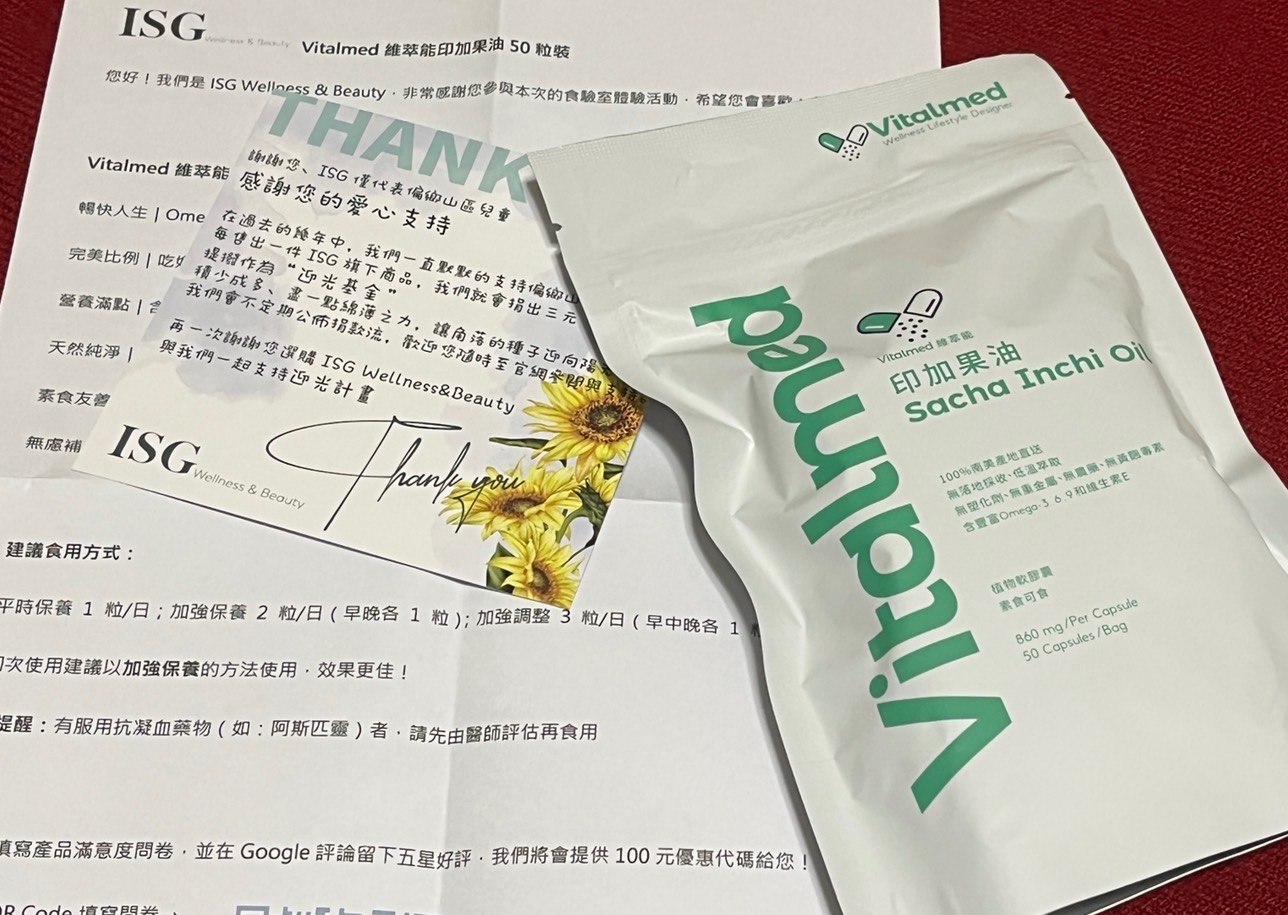 ISG
Wellness & Beauty
Vitalmed 維萃能印加果油 50 粒裝
您好！我們是 ISG Wellness & Beauty，非常感謝您參與本次的食驗室體驗活動，希望您會喜歡
Vitalmed 維萃能
暢快人生 | Ome
完美比例 | 吃
營養滿點 |
天然純淨 |
素食友善
無慮補
THANK
謝謝您、ISG 僅代表偏鄉山區兒童
感謝您的愛心支持
在過去的幾年中，我們一直默默的支持偏鄉山
每售出一件 ISG 旗下商品，我們就會捐出三元
提撥作為 “迎光基金”
積少成多、盡一點綿薄之力，讓角落的種子迎向陽
我們會不定期公佈捐款流，歡迎您隨時至官網參閱與支
再一次謝謝您選購 ISG Wellness&Beauty
與我們一起支持迎光計畫
ISG
Wellness & Beauty
Thank you
建議食用方式：
平時保養 1 粒/日；加強保養 2 粒/日（早晚各 1 粒）；加強調整 3 粒/日（早中晚各 1
次使用建議以加強保養的方法使用，效果更佳！
提醒：有服用抗凝血藥物（如：阿斯匹靈）者，請先由醫師評估再食用
填寫產品滿意度問卷，並在 Google 評論留下五星好評，我們將會提供 100 元優惠代碼給您！
QR Code 填寫問卷
Vitalmed
Wellness Lifestyle Designer
Vitalmed
Vitalmed 維萃能
印加果油
Sacha Inchi Oil
100%南美產地直送
無落地採收、低溫萃取
無塑化劑、無重金屬、無農藥、無黃麴毒素
含豐富Omega-3 6 9和維生素E
植物軟膠囊
素食可食
860 mg/Per Capsule
50 Capsules/Bag